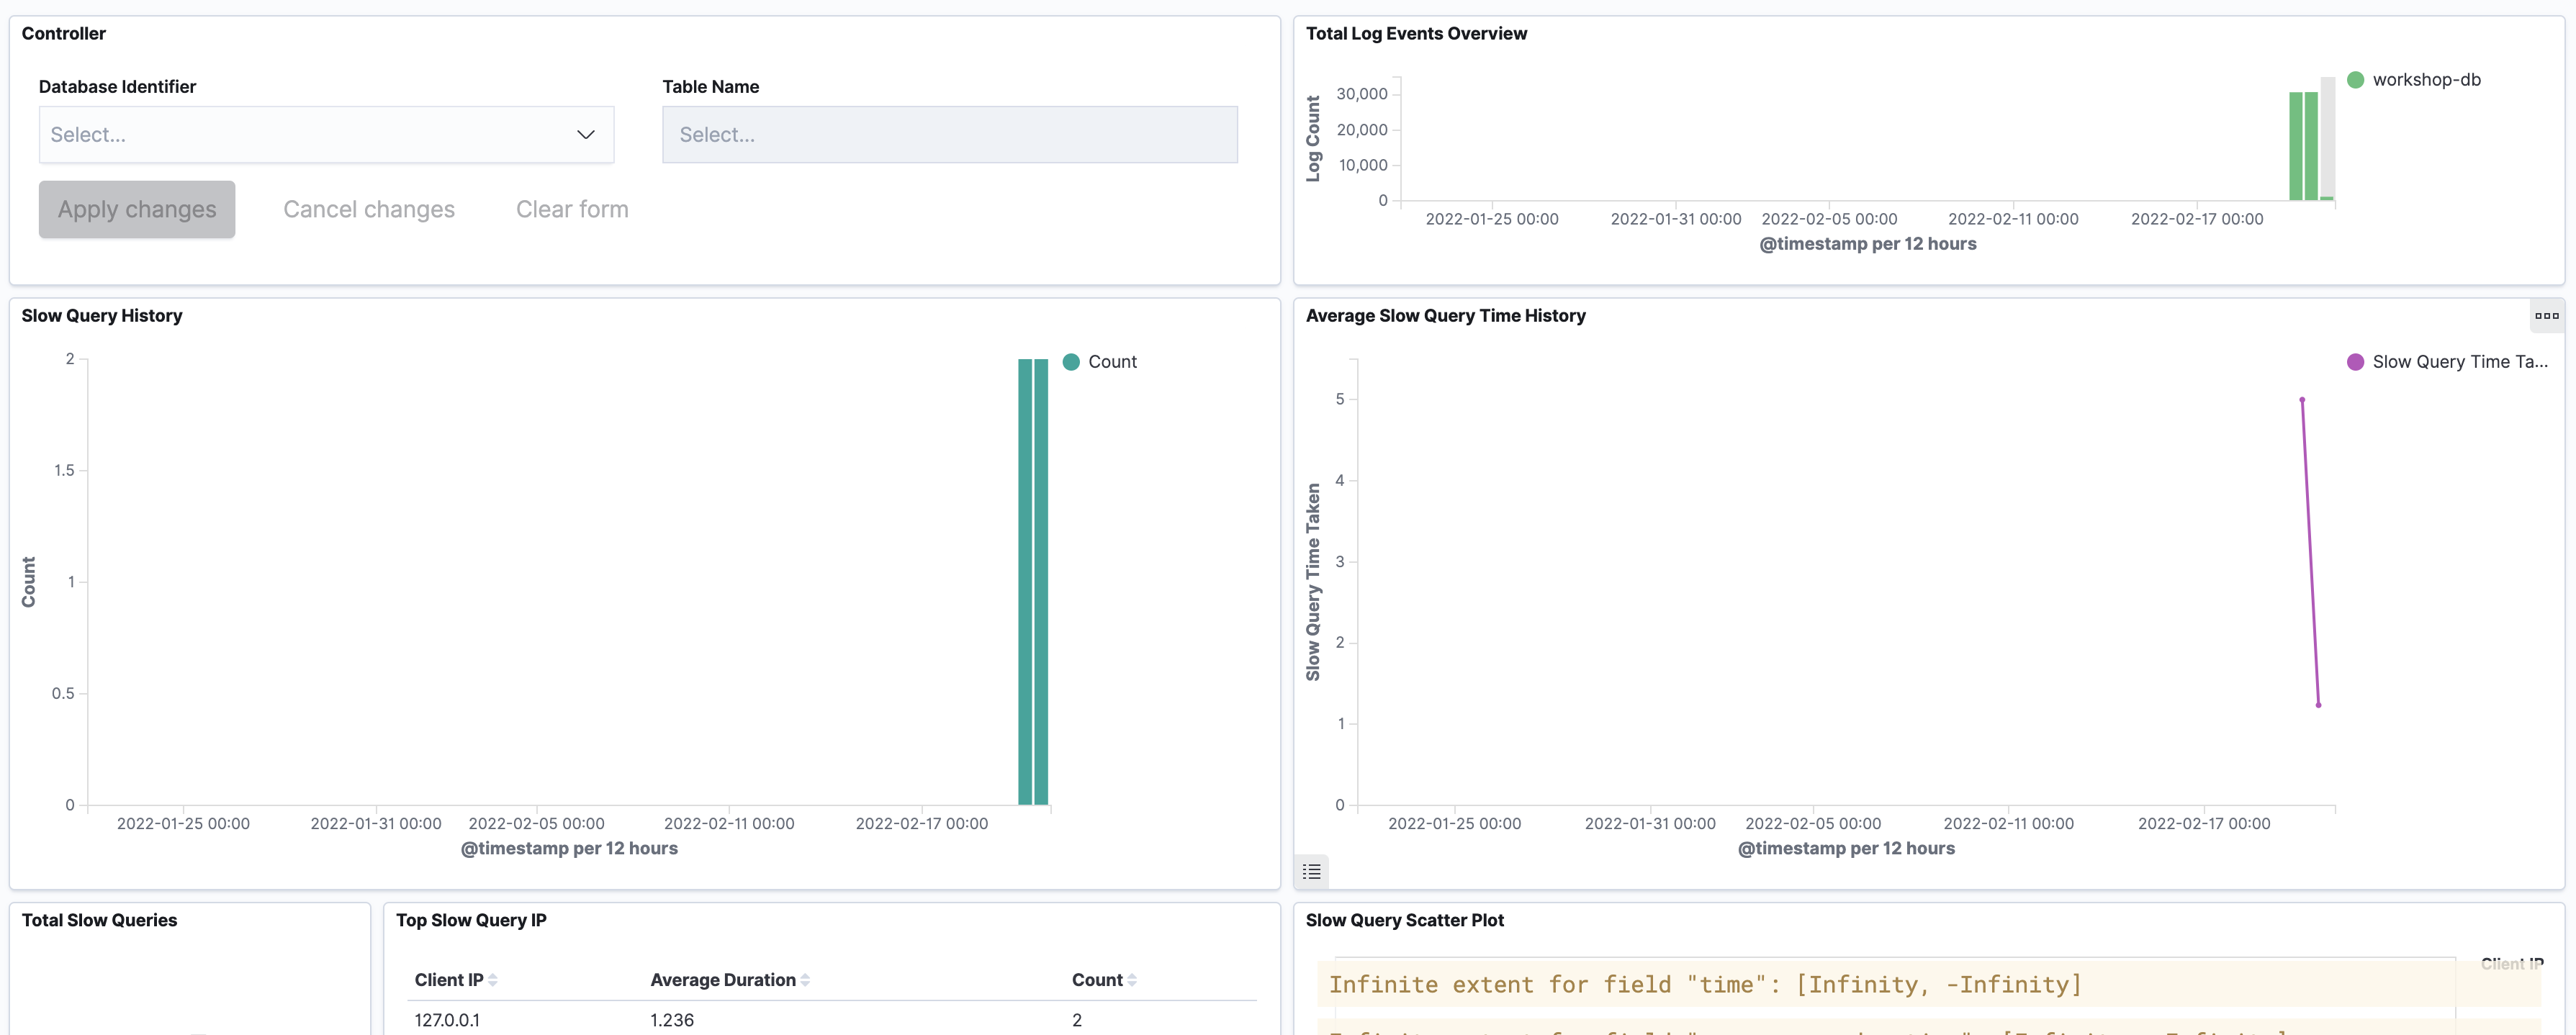 Controller
Database Identifier
Table Name
Select...
Select...
Apply changes
Cancel changes
Clear form
Total Log Events Overview
Log Count
30,000
20,000
10,000
0
2022-01-25 00:00
2022-01-31 00:00
2022-02-05 00:00
2022-02-11 00:00
2022-02-17 00:00
@timestamp per 12 hours
workshop-db
Slow Query History
Count
2
1.5
1
0.5
0
2022-01-25 00:00
2022-01-31 00:00
2022-02-05 00:00
2022-02-11 00:00
2022-02-17 00:00
@timestamp per 12 hours
Count
Average Slow Query Time History
Slow Query Time Taken
5
4
3
2
1
0
2022-01-25 00:00
2022-01-31 00:00
2022-02-05 00:00
2022-02-11 00:00
2022-02-17 00:00
@timestamp per 12 hours
Slow Query Time Ta...
Total Slow Queries
Top Slow Query IP
Client IP
Average Duration
Count
127.0.0.1
1.236
2
Slow Query Scatter Plot
Client IP
Infinite extent for field "time": [Infinity, -Infinity]